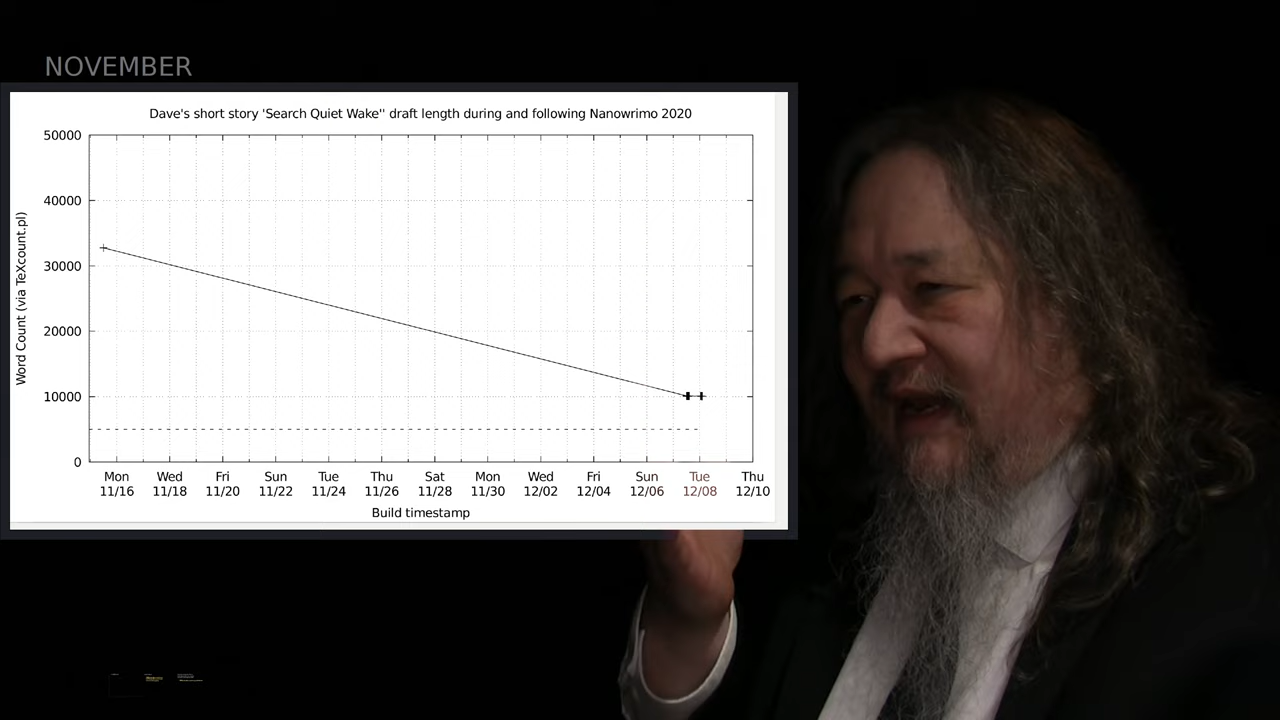 NOVEMBER
Dave's short story 'Search Quiet Wake'' draft length during and following Nanowrimo 2020
50000
40000
30000
20000
10000
0
Word Count (via TeXcount.pl)
Mon Wed Fri Sun Tue Thu Sat Mon Wed Fri Sun Tue Thu
11/16 11/18 11/20 11/22 11/24 11/26 11/28 11/30 12/02 12/04 12/06 12/08 12/10
Build timestamp